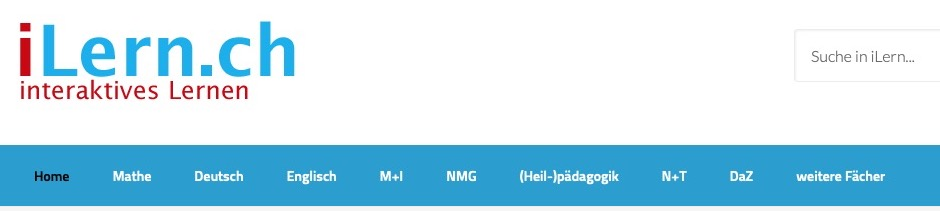 iLern.ch
interaktives Lernen
Suche in iLern...
Home Mathe Deutsch Englisch M+I NMG (Heil-)pädagogik N+T DaZ weitere Fächer